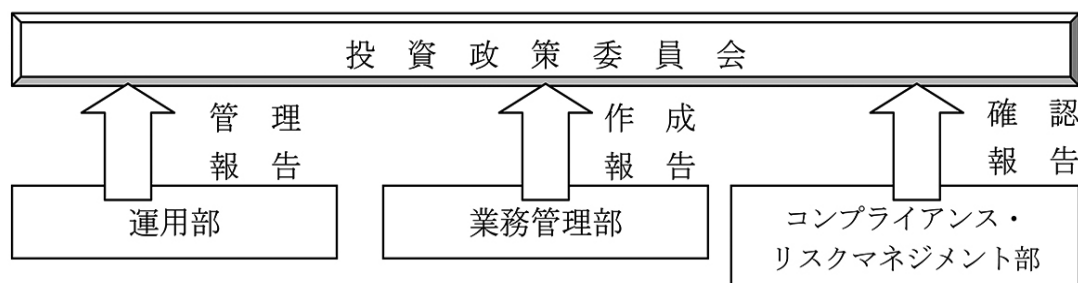 投資政策委員会
管理
報告
作成
報告
確認
報告
運用部
業務管理部
コンプライアンス・
リスクマネジメント部